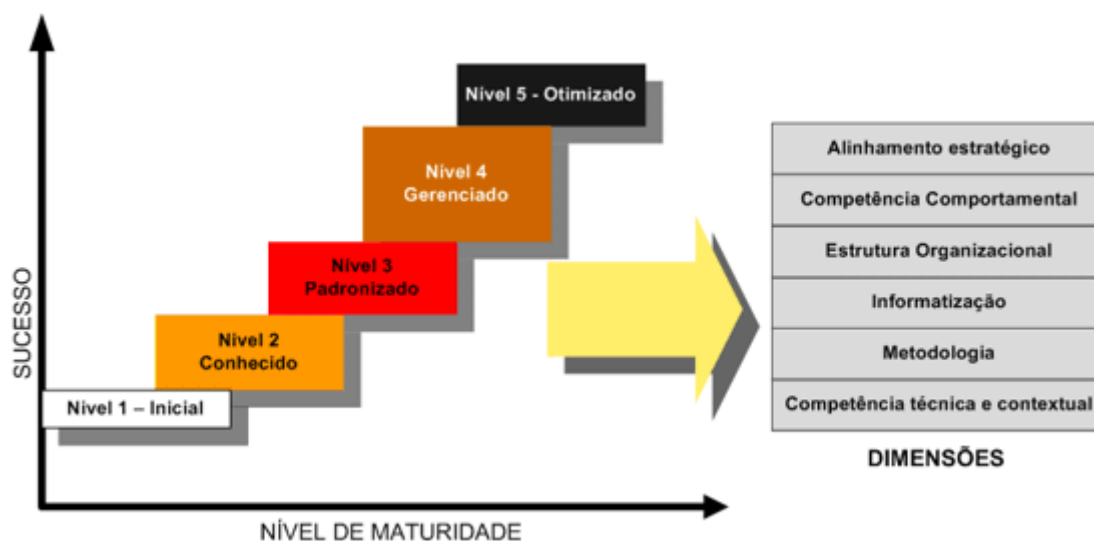 SUCESSO
Nível 5 - Otimizado
Nível 4
Gerenciado
Nível 3
Padronizado
Nível 2
Conhecido
Nível 1 – Inicial
NÍVEL DE MATURIDADE
Alinhamento estratégico
Competência Comportamental
Estrutura Organizacional
Informatização
Metodologia
Competência técnica e contextual
DIMENSÕES